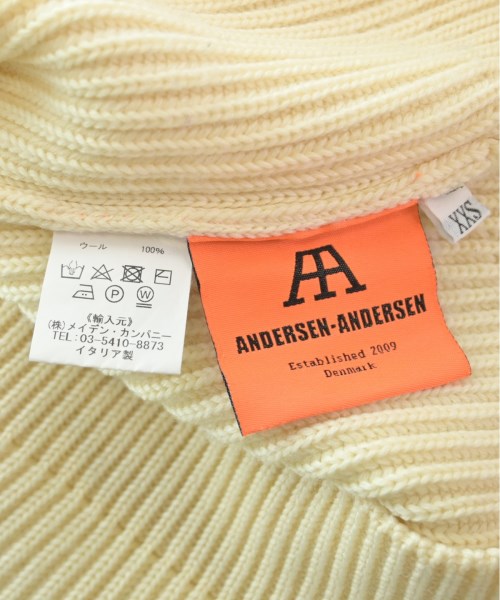 ウール 100%
《輸入元》
(株)メイデン・カンパニー
TEL:03-5410-8873
イタリア製
AA
ANDERSEN-ANDERSEN
Established 2009
Denmark
XXS